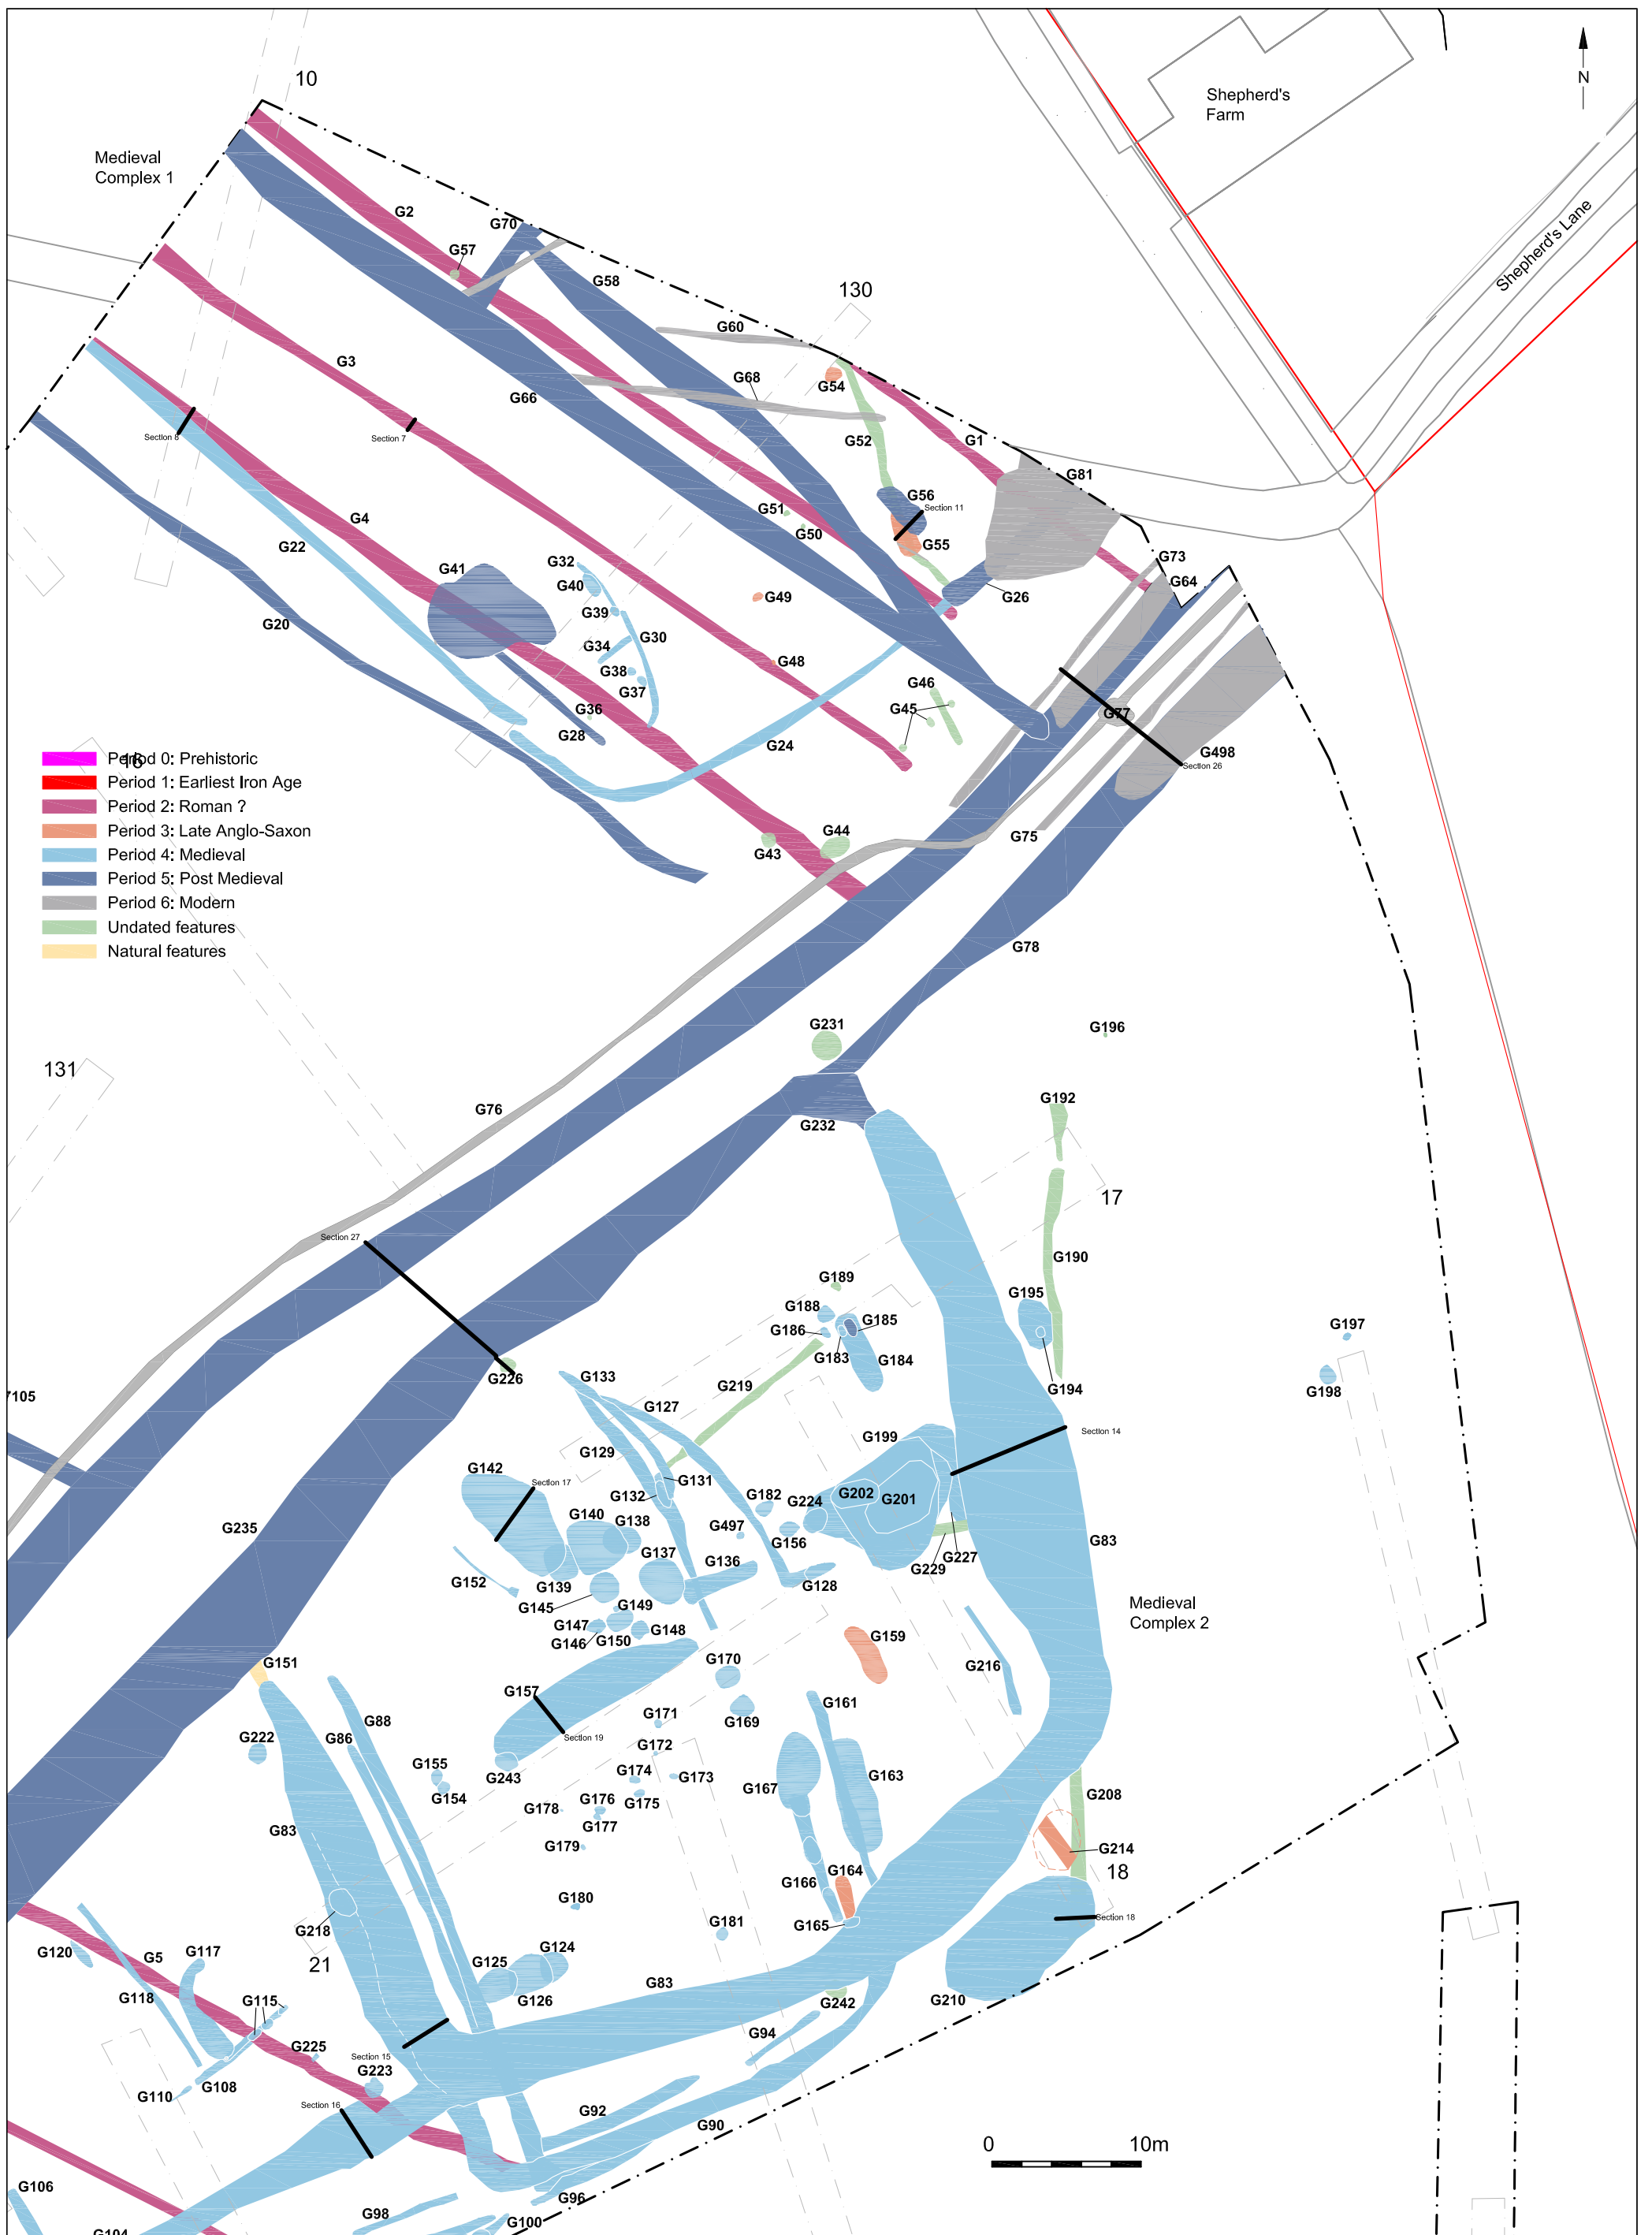 10
Shepherd's
Farm
N
Medieval
Complex 1
Shepherd's Lane
G2
G70
G57
G58
130
G60
G3
G66
G68
G54
G52
G1
G81
Section 8
Section 7
G4
G22
G51
G50
G56
Section 11
G55
G73
G64
G26
G41
G32
G40
G39
G49
G20
G30
G34
G38
G37
G48
G46
G45
G36
G28
G24
G77
G498
Section 26
16
Period 0: Prehistoric
Period 1: Earliest Iron Age
Period 2: Roman ?
Period 3: Late Anglo-Saxon
Period 4: Medieval
Period 5: Post Medieval
Period 6: Modern
Undated features
Natural features
G44
G43
G75
G78
G231
G196
131
G76
G192
G232
17
Section 27
G190
G189
G195
G188
G186
G185
G183
G184
G197
G194
G198
7105
G226
G133
G219
G127
G199
Section 14
G129
G142
Section 17
G131
G132
G182
G224
G202
G201
G235
G140
G138
G497
G156
G83
G137
G136
G227
G229
G152
G139
G128
G145
G149
G147
G146
G150
G148
Medieval
Complex 2
G159
G151
G170
G216
G157
G161
G88
G86
G222
G171
G169
Section 19
G172
G155
G243
G174
G173
G167
G163
G154
G175
G208
G178
G176
G177
G83
G179
G214
G164
18
G166
G180
G218
G181
G165
Section 18
G120
G5
G117
G125
G124
21
G126
G83
G118
G115
G242
G210
G94
G225
Section 15
G223
G110
G108
Section 16
G92
G90
0
10m
G106
G96
G98
G100
G104